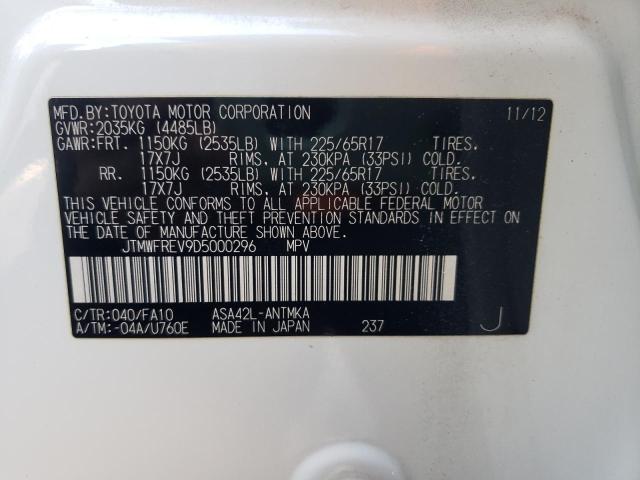 MFD.BY:TOYOTA MOTOR CORPORATION 11/12
GVWR:2035KG (4485LB)
GAWR:FRT. 1150KG (2535LB) WITH 225/65R17 TIRES.
17X7J RIMS. AT 230KPA (33PSI) COLD.
RR. 1150KG (2535LB) WITH 225/65R17 TIRES.
17X7J RIMS. AT 230KPA (33PSI) COLD.
THIS VEHICLE CONFORMS TO ALL APPLICABLE FEDERAL MOTOR
VEHICLE SAFETY AND THEFT PREVENTION STANDARDS IN EFFECT ON
THE DATE OF MANUFACTURE SHOWN ABOVE.
JTMWFREV9D5000296 MPV
C/TR:040/FA10 ASA42L-ANTMKA
A/TM:-04A/U760E MADE IN JAPAN 237 J